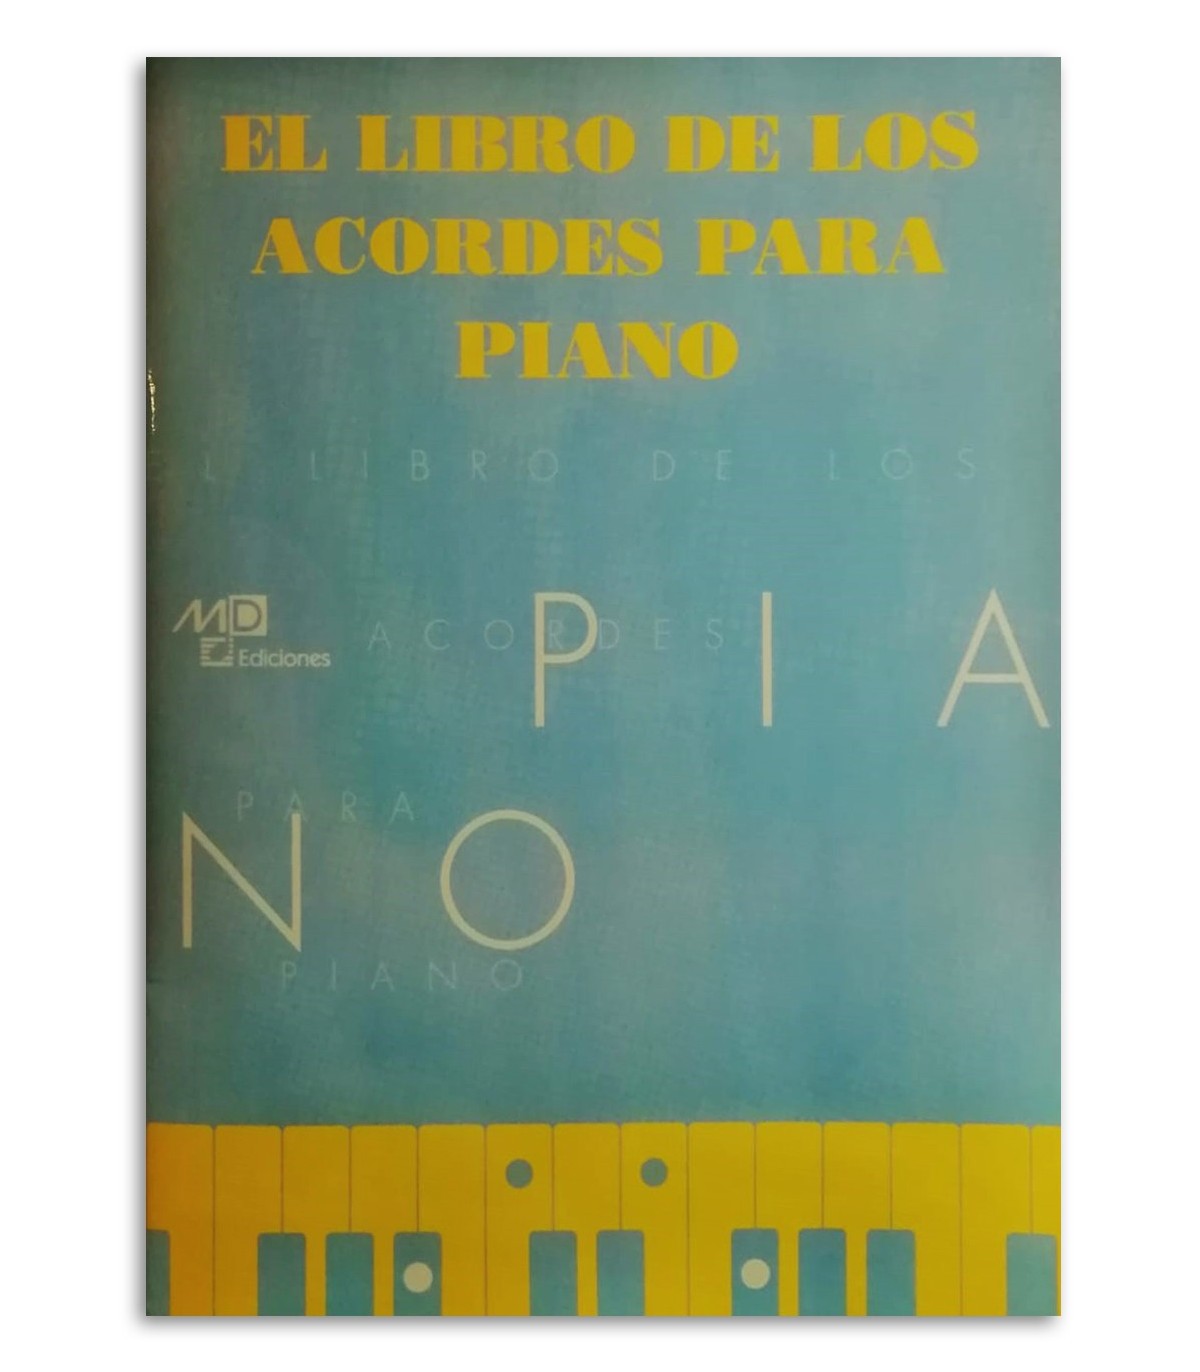 EL LIBRO DE LOS
ACORDES PARA
PIANO
EL LIBRO DE LOS
MD
Ediciones
ACORDES
PIA
PARA
NO
PIANO